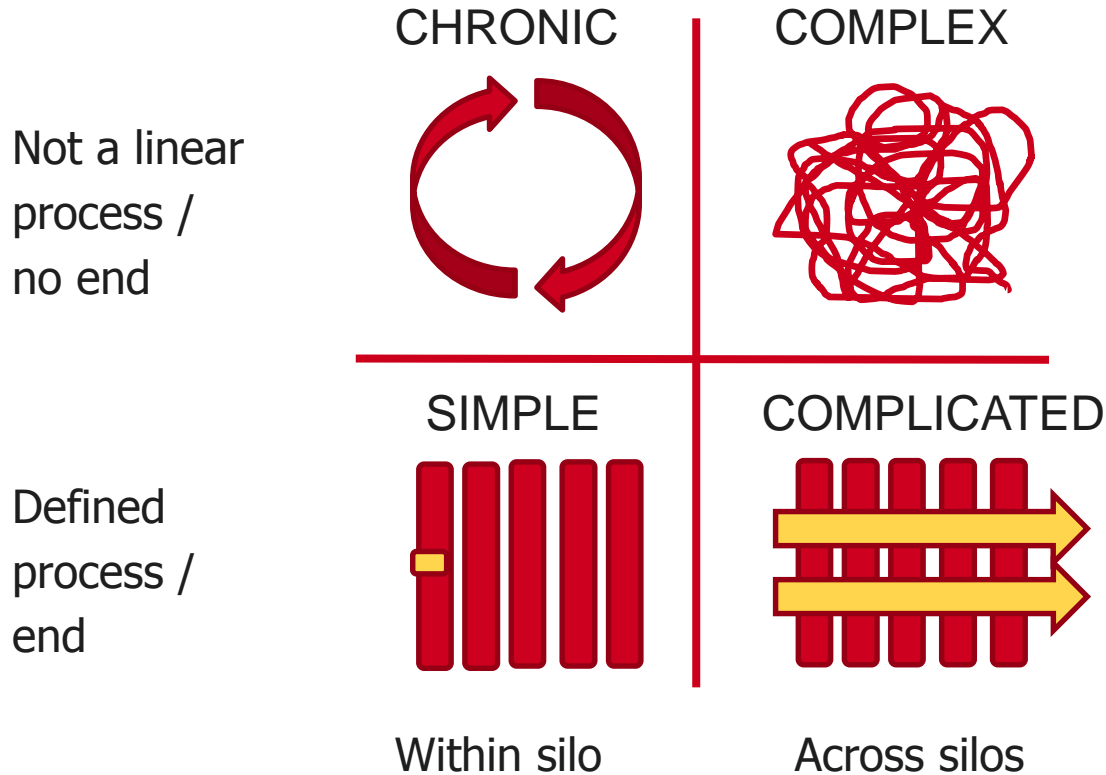 CHRONIC
COMPLEX
Not a linear
process /
no end
SIMPLE
COMPLICATED
Defined
process /
end
Within silo
Across silos